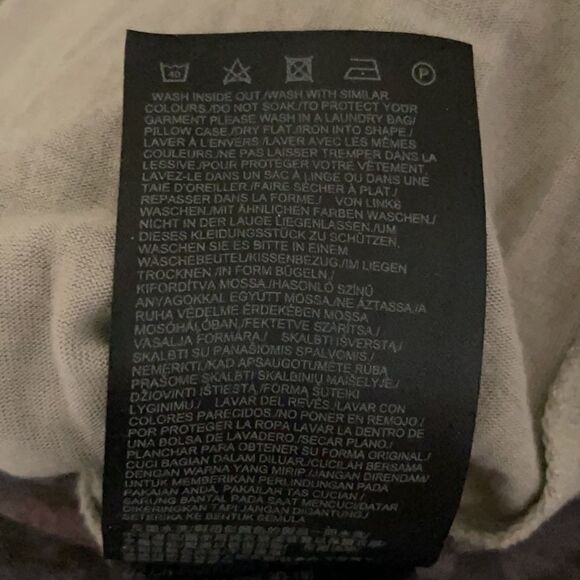 40 P
WASH INSIDE OUT./WASH WITH SIMILAR
COLOURS./DO NOT SOAK./TO PROTECT YOUR
GARMENT PLEASE WASH IN A LAUNDRY BAG/
PILLOW CASE./DRY FLAT./IRON INTO SHAPE./
LAVER À L'ENVERS./LAVER AVEC LES MÊMES
COULEURS./NE PAS LAISSER TREMPER DANS LA
LESSIVE./POUR PROTÉGER VOTRE VÊTEMENT,
LAVEZ-LE DANS UN SAC À LINGE OU DANS UNE
TAIE D'OREILLER./FAIRE SÉCHER À PLAT./
REPASSER DANS LA FORME./ VON LINKS
WASCHEN./MIT ÄHNLICHEN FARBEN WASCHEN./
NICHT IN DER LAUGE LIEGENLASSEN./UM
DIESES KLEIDUNGSSTÜCK ZU SCHÜTZEN,
WASCHEN SIE ES BITTE IN EINEM
WÄSCHEBEUTEL/KISSENBEZUG./IM LIEGEN
TROCKNEN./IN FORM BÜGELN./
KIFORDÍTVA MOSSA./HASONLÓ SZÍNŰ
ANYAGOKKAL EGYÜTT MOSSA./NE ÁZTASSA./A
RUHA VÉDELME ÉRDEKÉBEN MOSSA
MOSÓHÁLÓBAN./FEKTETVE SZÁRÍTSA./
VASALJA FORMÁRA./ SKALBTI IŠVERSTĄ./
SKALBTI SU PANAŠIOMIS SPALVOMIS./
NEMERKTI./KAD APSAUGOTUMĖTE RŪBĄ
PRAŠOME SKALBTI SKALBINIŲ MAIŠELYJE./
DŽIOVINTI IŠTIESTĄ./FORMA SUTEIKTI
LYGINIMU./ LAVAR DEL REVÉS./LAVAR CON
COLORES PARECIDOS./NO PONER EN REMOJO./
POR PROTEGER LA ROPA LAVAR LA DENTRO DE
UNA BOLSA DE LAVADERO./SECAR PLANO./
PLANCHAR PARA OBTENER SU FORMA ORIGINAL./
CUCI BAGIAN DALAM DILUAR./CUCILAH BERSAMA
DENGAN WARNA YANG MIRIP./JANGAN DIRENDAM/
UNTUK MEMBERIKAN PERLINDUNGAN PADA
PAKAIAN ANDA, PAKAILAH TAS CUCIAN /
SARUNG BANTAL PADA SAAT MENCUCI/DATAR
DIKERINGKAN TAPI JANGAN DIGANTUNG/
SETERIKA KE BENTUK SEMULA